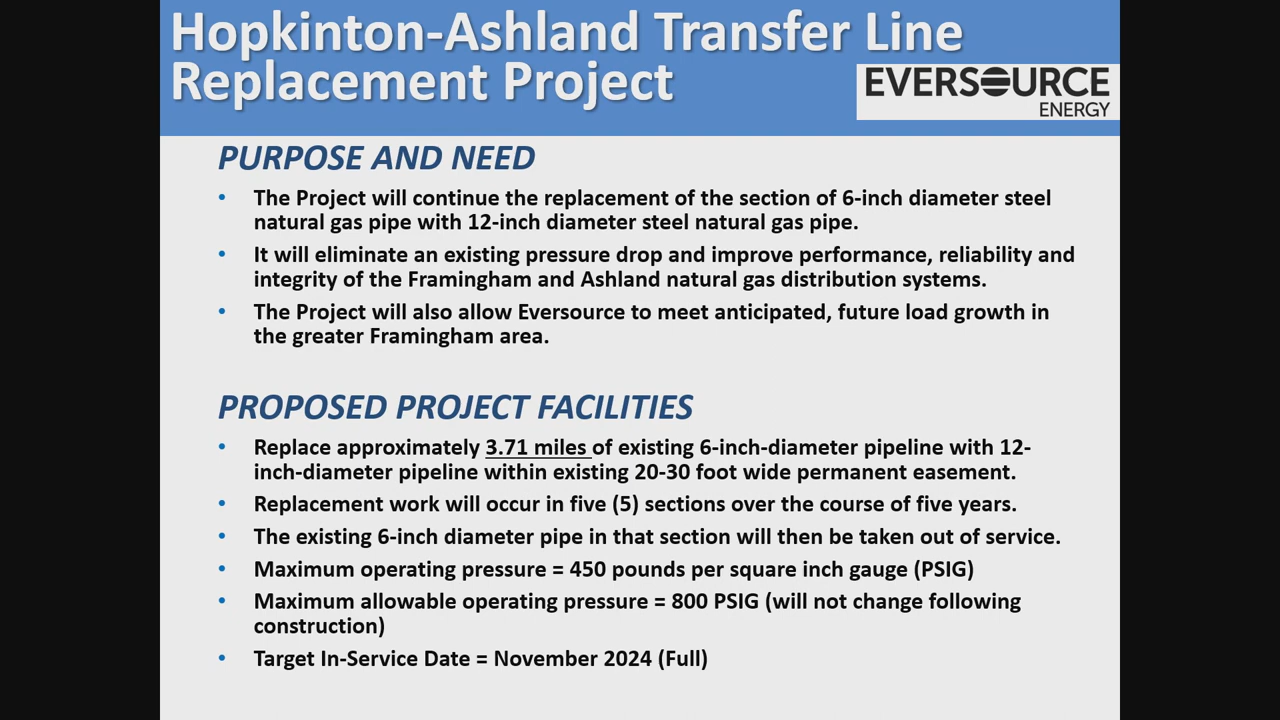 Hopkinton-Ashland Transfer Line
Replacement Project
EVERSOURCE
ENERGY
PURPOSE AND NEED
• The Project will continue the replacement of the section of 6-inch diameter steel
natural gas pipe with 12-inch diameter steel natural gas pipe.
• It will eliminate an existing pressure drop and improve performance, reliability and
integrity of the Framingham and Ashland natural gas distribution systems.
• The Project will also allow Eversource to meet anticipated, future load growth in
the greater Framingham area.
PROPOSED PROJECT FACILITIES
• Replace approximately 3.71 miles of existing 6-inch-diameter pipeline with 12-
inch-diameter pipeline within existing 20-30 foot wide permanent easement.
• Replacement work will occur in five (5) sections over the course of five years.
• The existing 6-inch diameter pipe in that section will then be taken out of service.
• Maximum operating pressure = 450 pounds per square inch gauge (PSIG)
• Maximum allowable operating pressure = 800 PSIG (will not change following
construction)
• Target In-Service Date = November 2024 (Full)